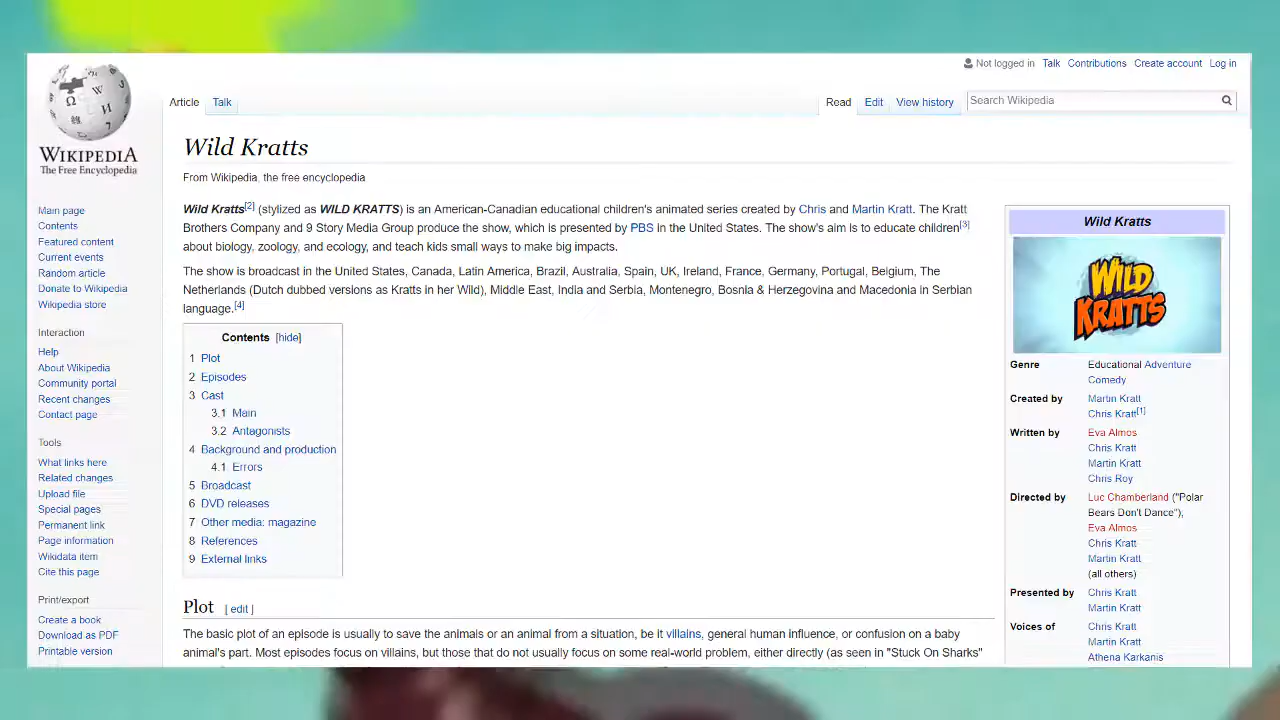 Not logged in Talk Contributions Create account Log in
Article Talk Read Edit View history Search Wikipedia
WIKIPEDIA
The Free Encyclopedia
Main page
Contents
Featured content
Current events
Random article
Donate to Wikipedia
Wikipedia store
Interaction
Help
About Wikipedia
Community portal
Recent changes
Contact page
Tools
What links here
Related changes
Upload file
Special pages
Permanent link
Page information
Wikidata item
Cite this page
Print/export
Create a book
Download as PDF
Printable version
Wild Kratts
From Wikipedia, the free encyclopedia
Wild Kratts[2] (stylized as WILD KRATTS) is an American-Canadian educational children's animated series created by Chris and Martin Kratt. The Kratt
Brothers Company and 9 Story Media Group produce the show, which is presented by PBS in the United States. The show's aim is to educate children[3]
about biology, zoology, and ecology, and teach kids small ways to make big impacts.
The show is broadcast in the United States, Canada, Latin America, Brazil, Australia, Spain, UK, Ireland, France, Germany, Portugal, Belgium, The
Netherlands (Dutch dubbed versions as Kratts in her Wild), Middle East, India and Serbia, Montenegro, Bosnia & Herzegovina and Macedonia in Serbian
language.[4]
Contents [hide]
1 Plot
2 Episodes
3 Cast
3.1 Main
3.2 Antagonists
4 Background and production
4.1 Errors
5 Broadcast
6 DVD releases
7 Other media: magazine
8 References
9 External links
Plot [ edit ]
The basic plot of an episode is usually to save the animals or an animal from a situation, be it villains, general human influence, or confusion on a baby
animal's part. Most episodes focus on villains, but those that do not usually focus on some real-world problem, either directly (as seen in "Stuck On Sharks"
Wild Kratts
WILD
KRATTS
Genre Educational Adventure
Comedy
Created by Martin Kratt
Chris Kratt[1]
Written by Eva Almos
Chris Kratt
Martin Kratt
Chris Roy
Directed by Luc Chamberland ("Polar
Bears Don't Dance"),
Eva Almos
Chris Kratt
Martin Kratt
(all others)
Presented by Chris Kratt
Martin Kratt
Voices of Chris Kratt
Martin Kratt
Athena Karkanis